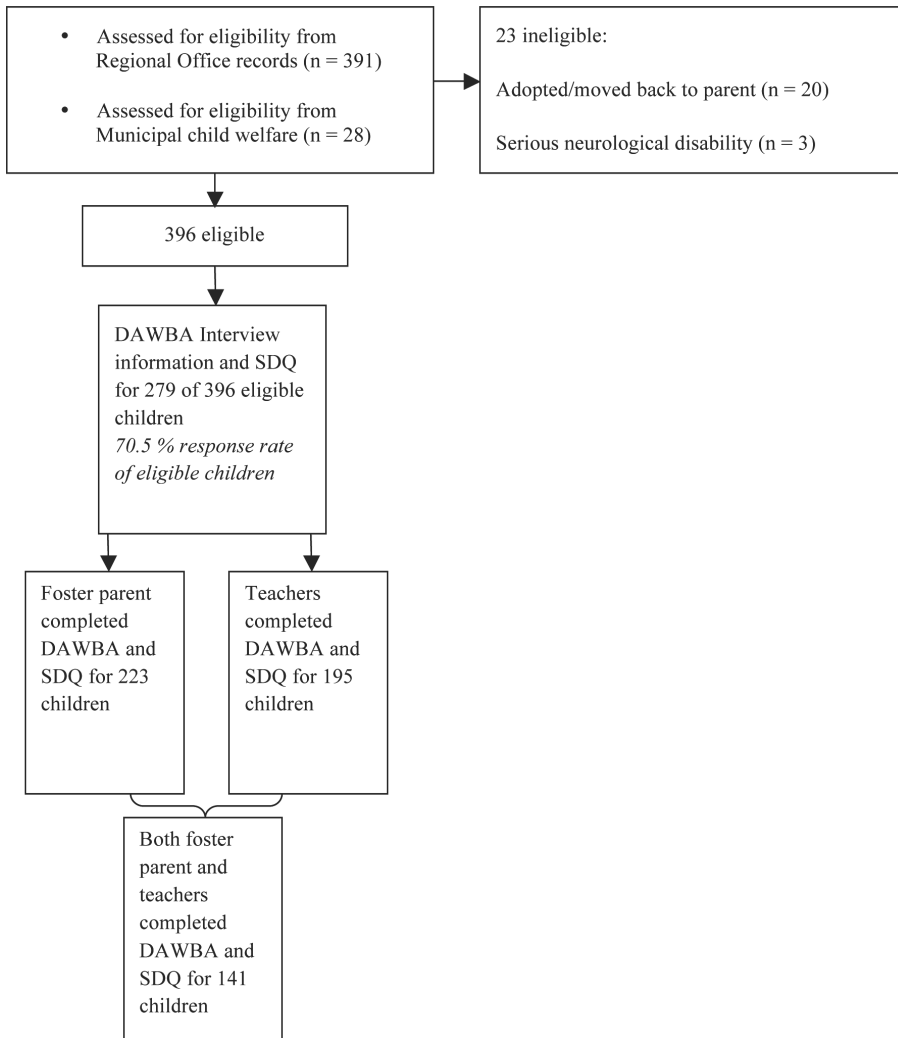 • Assessed for eligibility from
Regional Office records (n = 391)
• Assessed for eligibility from
Municipal child welfare (n = 28)
23 ineligible:
Adopted/moved back to parent (n = 20)
Serious neurological disability (n = 3)
396 eligible
DAWBA Interview
information and SDQ
for 279 of 396 eligible
children
70.5 % response rate
of eligible children
Foster parent
completed
DAWBA and
SDQ for 223
children
Teachers
completed
DAWBA and
SDQ for 195
children
Both foster
parent and
teachers
completed
DAWBA and
SDQ for 141
children